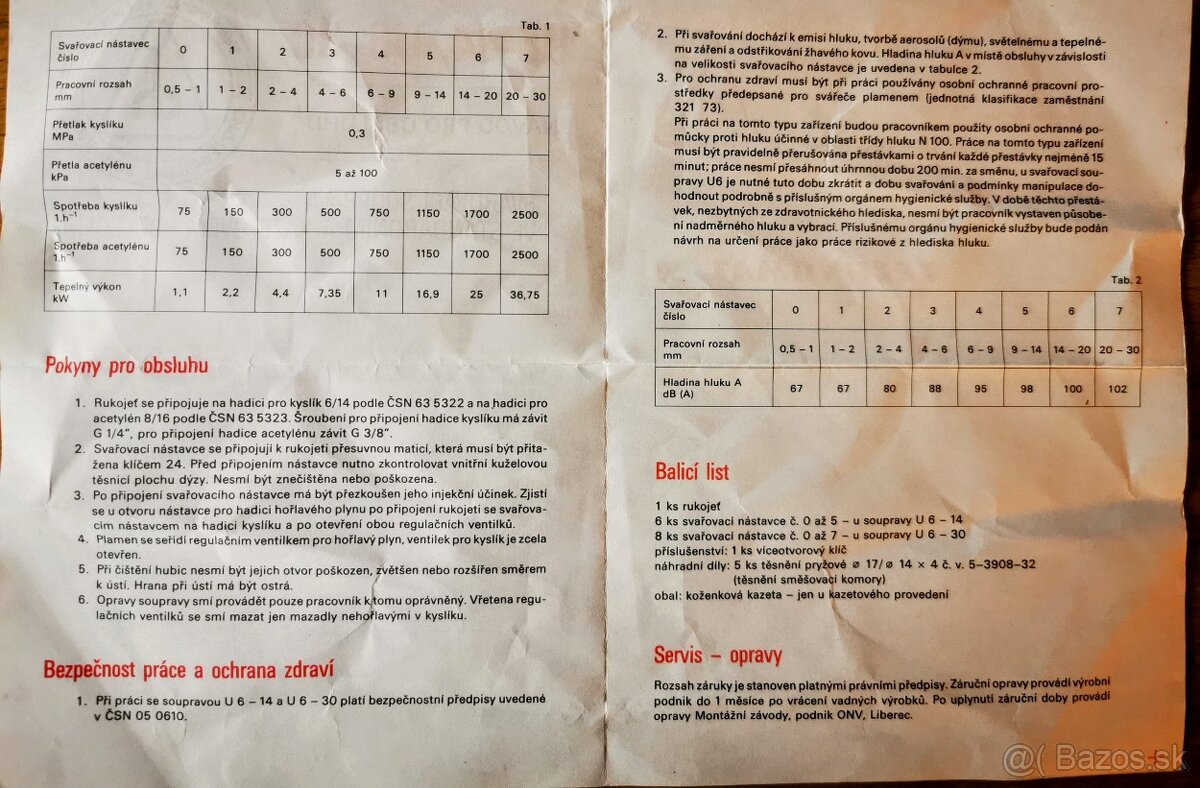 Tab. 1
Svařovací nástavec
číslo
0 1 2 3 4 5 6 7
Pracovní rozsah
mm
0,5 – 1 1 – 2 2 – 4 4 – 6 6 – 9 9 – 14 14 – 20 20 – 30
Přetlak kyslíku
MPa
0,3
Přetla acetylénu
kPa
5 až 100
Spotřeba kyslíku
1.h⁻¹
75 150 300 500 750 1150 1700 2500
Spotřeba acetylénu
1.h⁻¹
75 150 300 500 750 1150 1700 2500
Tepelný výkon
kW
1,1 2,2 4,4 7,35 11 16,9 25 36,75
Pokyny pro obsluhu
1. Rukojeť se připojuje na hadici pro kyslík 6/14 podle ČSN 63 5322 a na hadici pro
acetylén 8/16 podle ČSN 63 5323. Šroubení pro připojení hadice kyslíku má závit
G 1/4″, pro připojení hadice acetylénu závit G 3/8″.
2. Svařovací nástavce se připojují k rukojeti přesuvnou maticí, která musí být přita-
žena klíčem 24. Před připojením nástavce nutno zkontrolovat vnitřní kuželovou
těsnicí plochu dýzy. Nesmí být znečištěna nebo poškozena.
3. Po připojení svařovacího nástavce má být přezkoušen jeho injekční účinek. Zjistí
se u otvoru nástavce pro hadici hořlavého plynu po připojení rukojeti se svařova-
cím nástavcem na hadici kyslíku a po otevření obou regulačních ventilků.
4. Plamen se seřídí regulačním ventilkem pro hořlavý plyn, ventilek pro kyslík je zcela
otevřen.
5. Při čištění hubic nesmí být jejich otvor poškozen, zvětšen nebo rozšířen směrem
k ústí. Hrana při ústí má být ostrá.
6. Opravy soupravy smí provádět pouze pracovník k tomu oprávněný. Vřetena regu-
lačních ventilků se smí mazat jen mazadly nehořlavými v kyslíku.
Bezpečnost práce a ochrana zdraví
1. Při práci se soupravou U 6 – 14 a U 6 – 30 platí bezpečnostní předpisy uvedené
v ČSN 05 0610.
2. Při svařování dochází k emisi hluku, tvorbě aerosolů (dýmu), světelnému a tepelné-
mu záření a odstřikování žhavého kovu. Hladina hluku A v místě obsluhy v závislosti
na velikosti svařovacího nástavce je uvedena v tabulce 2.
3. Pro ochranu zdraví musí být při práci používány osobní ochranné pracovní pro-
středky předepsané pro svářeče plamenem (jednotná klasifikace zaměstnání
321 73).
Při práci na tomto typu zařízení budou pracovníkem použity osobní ochranné po-
můcky proti hluku účinné v oblasti třídy hluku N 100. Práce na tomto typu zařízení
musí být pravidelně přerušována přestávkami o trvání každé přestávky nejméně 15
minut; práce nesmí přesáhnout úhrnnou dobu 200 min. za směnu, u svařovací sou-
pravy U6 je nutné tuto dobu zkrátit a dobu svařování a podmínky manipulace do-
hodnout podrobně s příslušným orgánem hygienické služby. V době těchto přestá-
vek, nezbytných ze zdravotnického hlediska, nesmí být pracovník vystaven působe-
ní nadměrného hluku a vybrací. Příslušnému orgánu hygienické služby bude podán
návrh na určení práce jako práce rizikové z hlediska hluku.
Tab. 2
Svařovací nástavec
číslo
0 1 2 3 4 5 6 7
Pracovní rozsah
mm
0,5 – 1 1 – 2 2 – 4 4 – 6 6 – 9 9 – 14 14 – 20 20 – 30
Hladina hluku A
dB (A)
67 67 80 88 95 98 100 102
Balicí list
1 ks rukojeť
6 ks svařovací nástavce č. 0 až 5 – u soupravy U 6 – 14
8 ks svařovací nástavce č. 0 až 7 – u soupravy U 6 – 30
příslušenství: 1 ks víceotvorový klíč
náhradní díly: 5 ks těsnění pryžové ø 17/ø 14 × 4 č. v. 5–3908–32
(těsnění směšovací komory)
obal: koženková kazeta – jen u kazetového provedení
Servis – opravy
Rozsah záruky je stanoven platnými právními předpisy. Záruční opravy provádí výrobní
podnik do 1 měsíce po vrácení vadných výrobků. Po uplynutí záruční doby provádí
opravy Montážní závody, podnik ONV, Liberec.
@( Bazos.sk